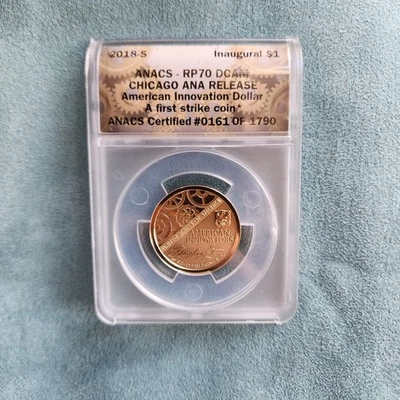 2018-S Inaugural $1
ANACS - RP70 DCAM
CHICAGO ANA RELEASE
American Innovation Dollar
"A first strike coin"
ANACS Certified #0161 OF 1790
AMERICAN
INNOVATORS